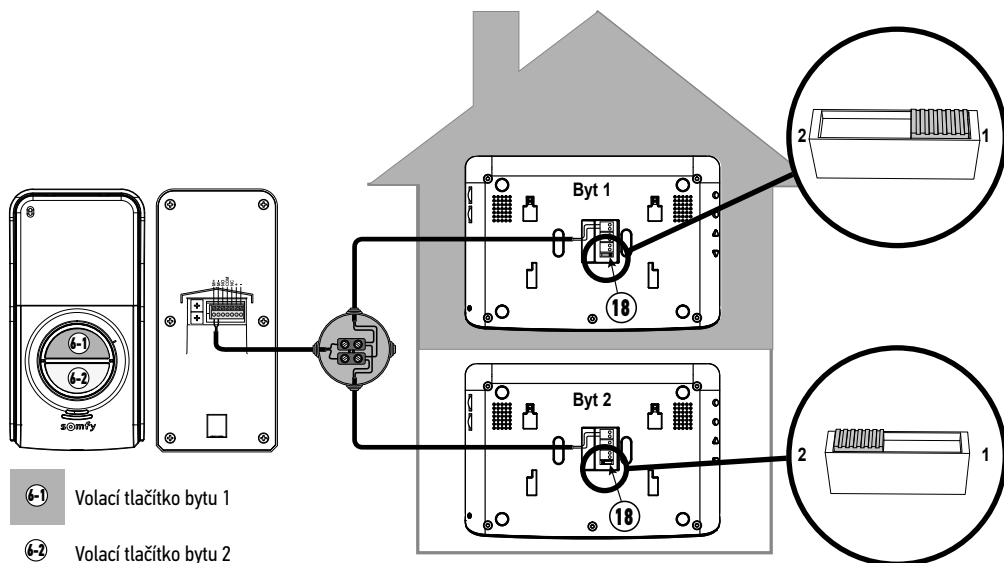 Byt 1
2
1
18
6-1
6-2
somfy
Byt 2
2
1
18
6-1 Volací tlačítko bytu 1
6-2 Volací tlačítko bytu 2